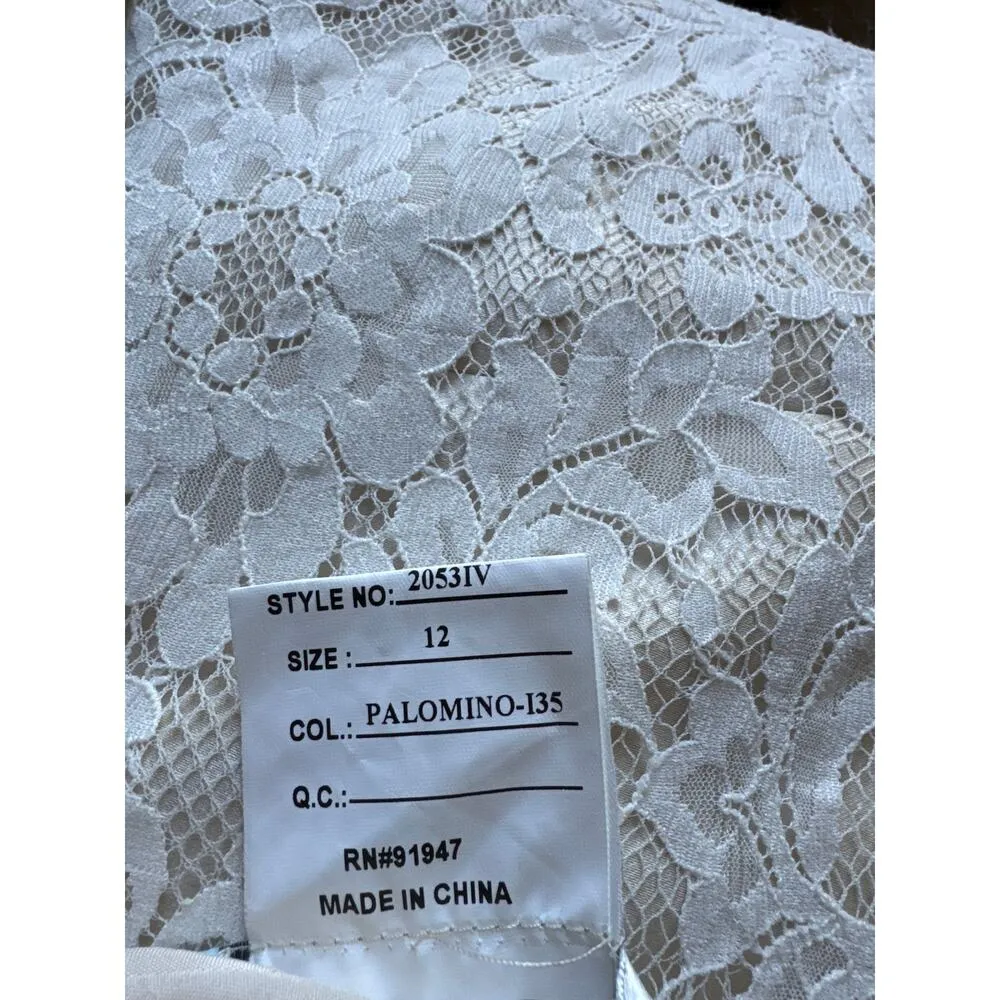 STYLE NO: 2053IV
SIZE : 12
COL.: PALOMINO-I35
Q.C.:
RN#91947
MADE IN CHINA